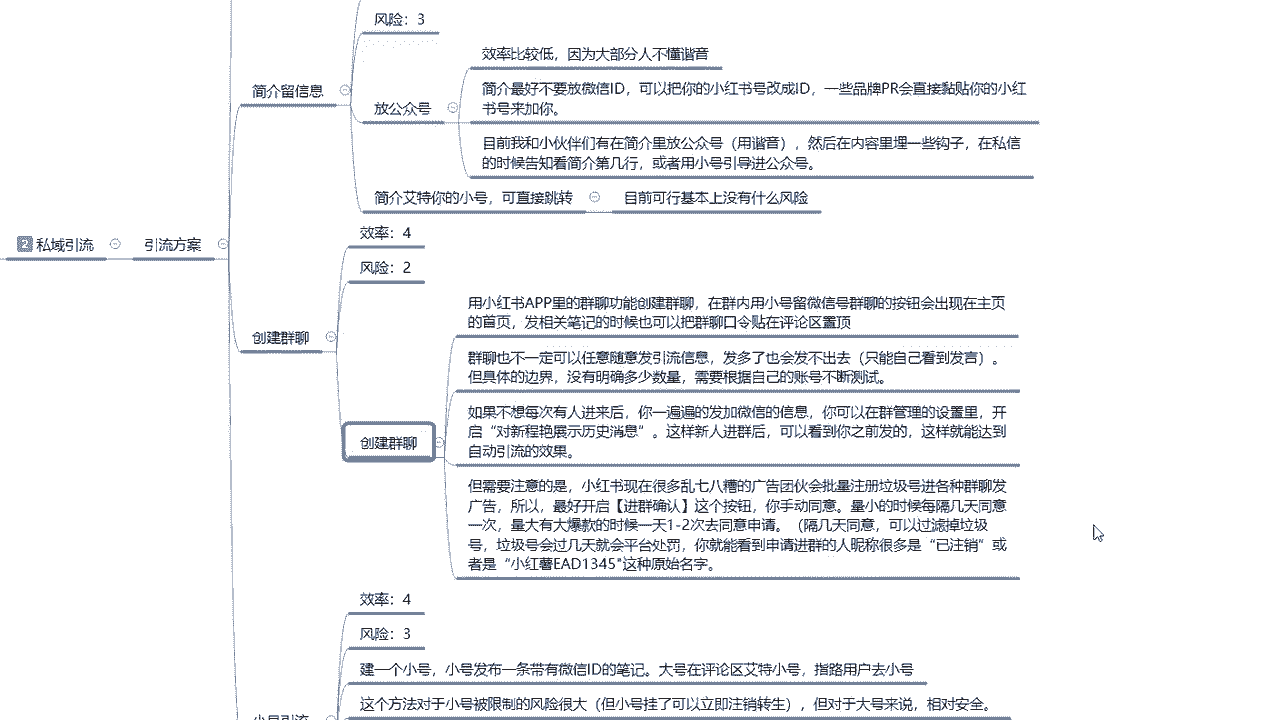 风险：3
效率比较低，因为大部分人不懂谐音
简介最好不要放微信ID，可以把你的小红书号改成ID，一些品牌PR会直接黏贴你的小红
书号来加你。
简介留信息
放公众号
目前我和小伙伴们有在简介里放公众号（用谐音），然后在内容里埋一些钩子，在私信
的时候告知看简介第几行，或者用小号引导进公众号。
简介艾特你的小号，可直接跳转
目前可行基本上没有什么风险
2 私域引流
引流方案
效率：4
风险：2
用小红书APP里的群聊功能创建群聊，在群内用小号留微信号群聊的按钮会出现在主页
的首页，发相关笔记的时候也可以把群聊口令贴在评论区置顶
创建群聊
群聊也不一定可以任意随意发引流信息，发多了也会发不出去（只能自己看到发言）。
但具体的边界，没有明确多少数量，需要根据自己的账号不断测试。
如果不想每次有人进来后，你一遍遍的发加微信的信息，你可以在群管理的设置里，开
启“对新程艳展示历史消息”。这样新人进群后，可以看到你之前发的，这样就能达到
自动引流的效果。
创建群聊
但需要注意的是，小红书现在很多乱七八糟的广告团伙会批量注册垃圾号进各种群聊发
广告，所以，最好开启【进群确认】这个按钮，你手动同意。量小的时候每隔几天同意
一次，量大有大爆款的时候一天1-2次去同意申请。（隔几天同意，可以过滤掉垃圾
号，垃圾号会过几天就会平台处罚，你就能看到申请进群的人昵称很多是“已注销”或
者是“小红薯EAD1345"这种原始名字。
效率：4
风险：3
建一个小号，小号发布一条带有微信ID的笔记。大号在评论区艾特小号，指路用户去小号
这个方法对于小号被限制的风险很大（但小号挂了可以立即注销转生），但对于大号来说，相对安全。
小号引流